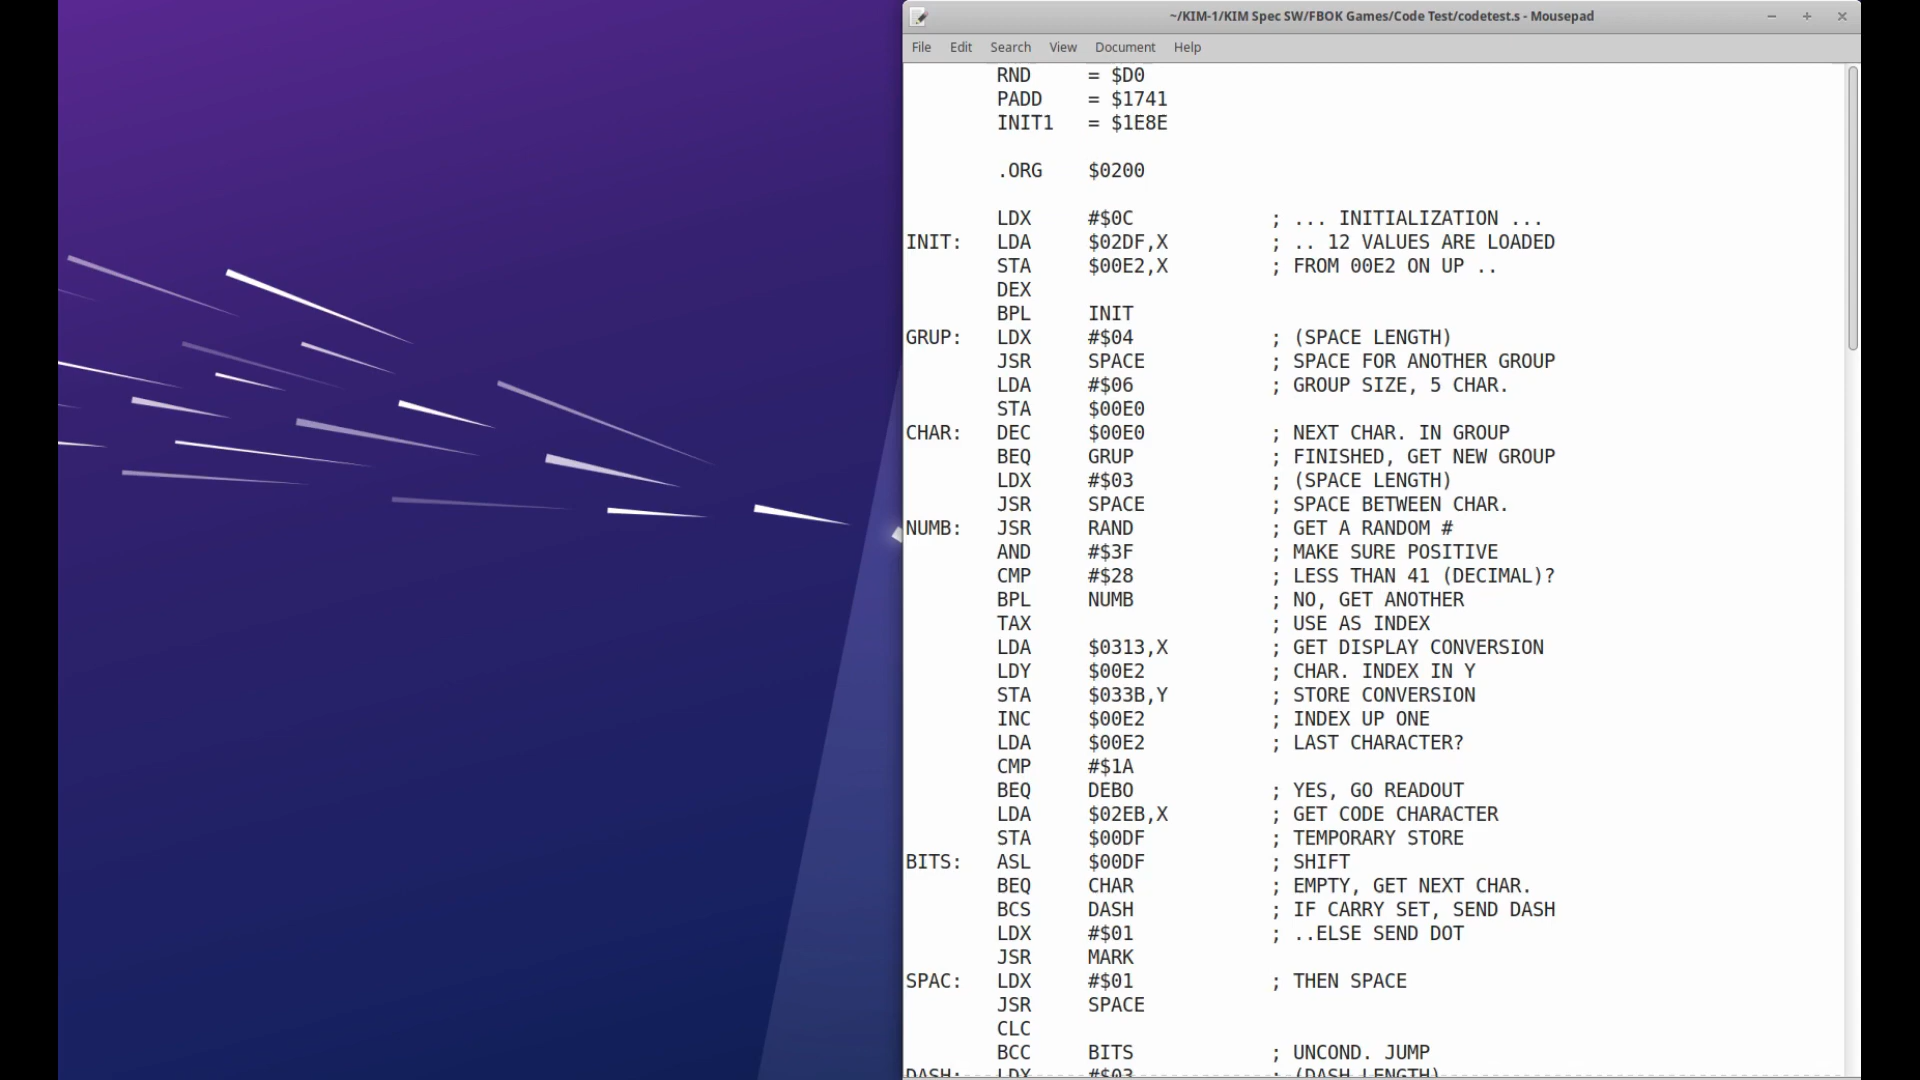 ~/KIM-1/KIM Spec SW/FBOK Games/Code Test/codetest.s - Mousepad
File Edit Search View Document Help
RND = $D0
PADD = $1741
INIT1 = $1E8E
.ORG $0200
LDX #$0C ; ... INITIALIZATION ...
INIT: LDA $02DF,X ; .. 12 VALUES ARE LOADED
STA $00E2,X ; FROM 00E2 ON UP ..
DEX
BPL INIT
GRUP: LDX #$04 ; (SPACE LENGTH)
JSR SPACE ; SPACE FOR ANOTHER GROUP
LDA #$06 ; GROUP SIZE, 5 CHAR.
STA $00E0
CHAR: DEC $00E0 ; NEXT CHAR. IN GROUP
BEQ GRUP ; FINISHED, GET NEW GROUP
LDX #$03 ; (SPACE LENGTH)
JSR SPACE ; SPACE BETWEEN CHAR.
NUMB: JSR RAND ; GET A RANDOM #
AND #$3F ; MAKE SURE POSITIVE
CMP #$28 ; LESS THAN 41 (DECIMAL)?
BPL NUMB ; NO, GET ANOTHER
TAX ; USE AS INDEX
LDA $0313,X ; GET DISPLAY CONVERSION
LDY $00E2 ; CHAR. INDEX IN Y
STA $033B,Y ; STORE CONVERSION
INC $00E2 ; INDEX UP ONE
LDA $00E2 ; LAST CHARACTER?
CMP #$1A
BEQ DEBO ; YES, GO READOUT
LDA $02EB,X ; GET CODE CHARACTER
STA $00DF ; TEMPORARY STORE
BITS: ASL $00DF ; SHIFT
BEQ CHAR ; EMPTY, GET NEXT CHAR.
BCS DASH ; IF CARRY SET, SEND DASH
LDX #$01 ; ..ELSE SEND DOT
JSR MARK
SPAC: LDX #$01 ; THEN SPACE
JSR SPACE
CLC
BCC BITS ; UNCOND. JUMP
DASH: LDX #$03 ; (DASH LENGTH)